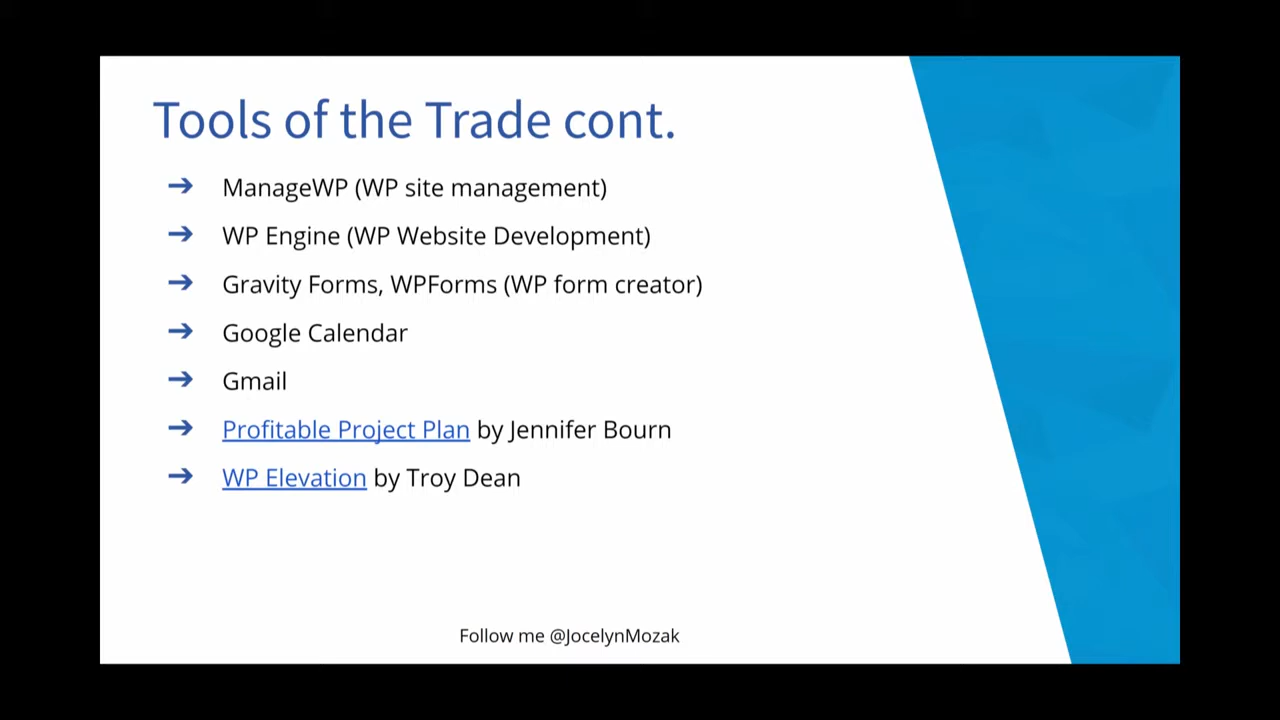 Tools of the Trade cont.
➔ ManageWP (WP site management)
➔ WP Engine (WP Website Development)
➔ Gravity Forms, WPForms (WP form creator)
➔ Google Calendar
➔ Gmail
➔ Profitable Project Plan by Jennifer Bourn
➔ WP Elevation by Troy Dean
Follow me @JocelynMozak